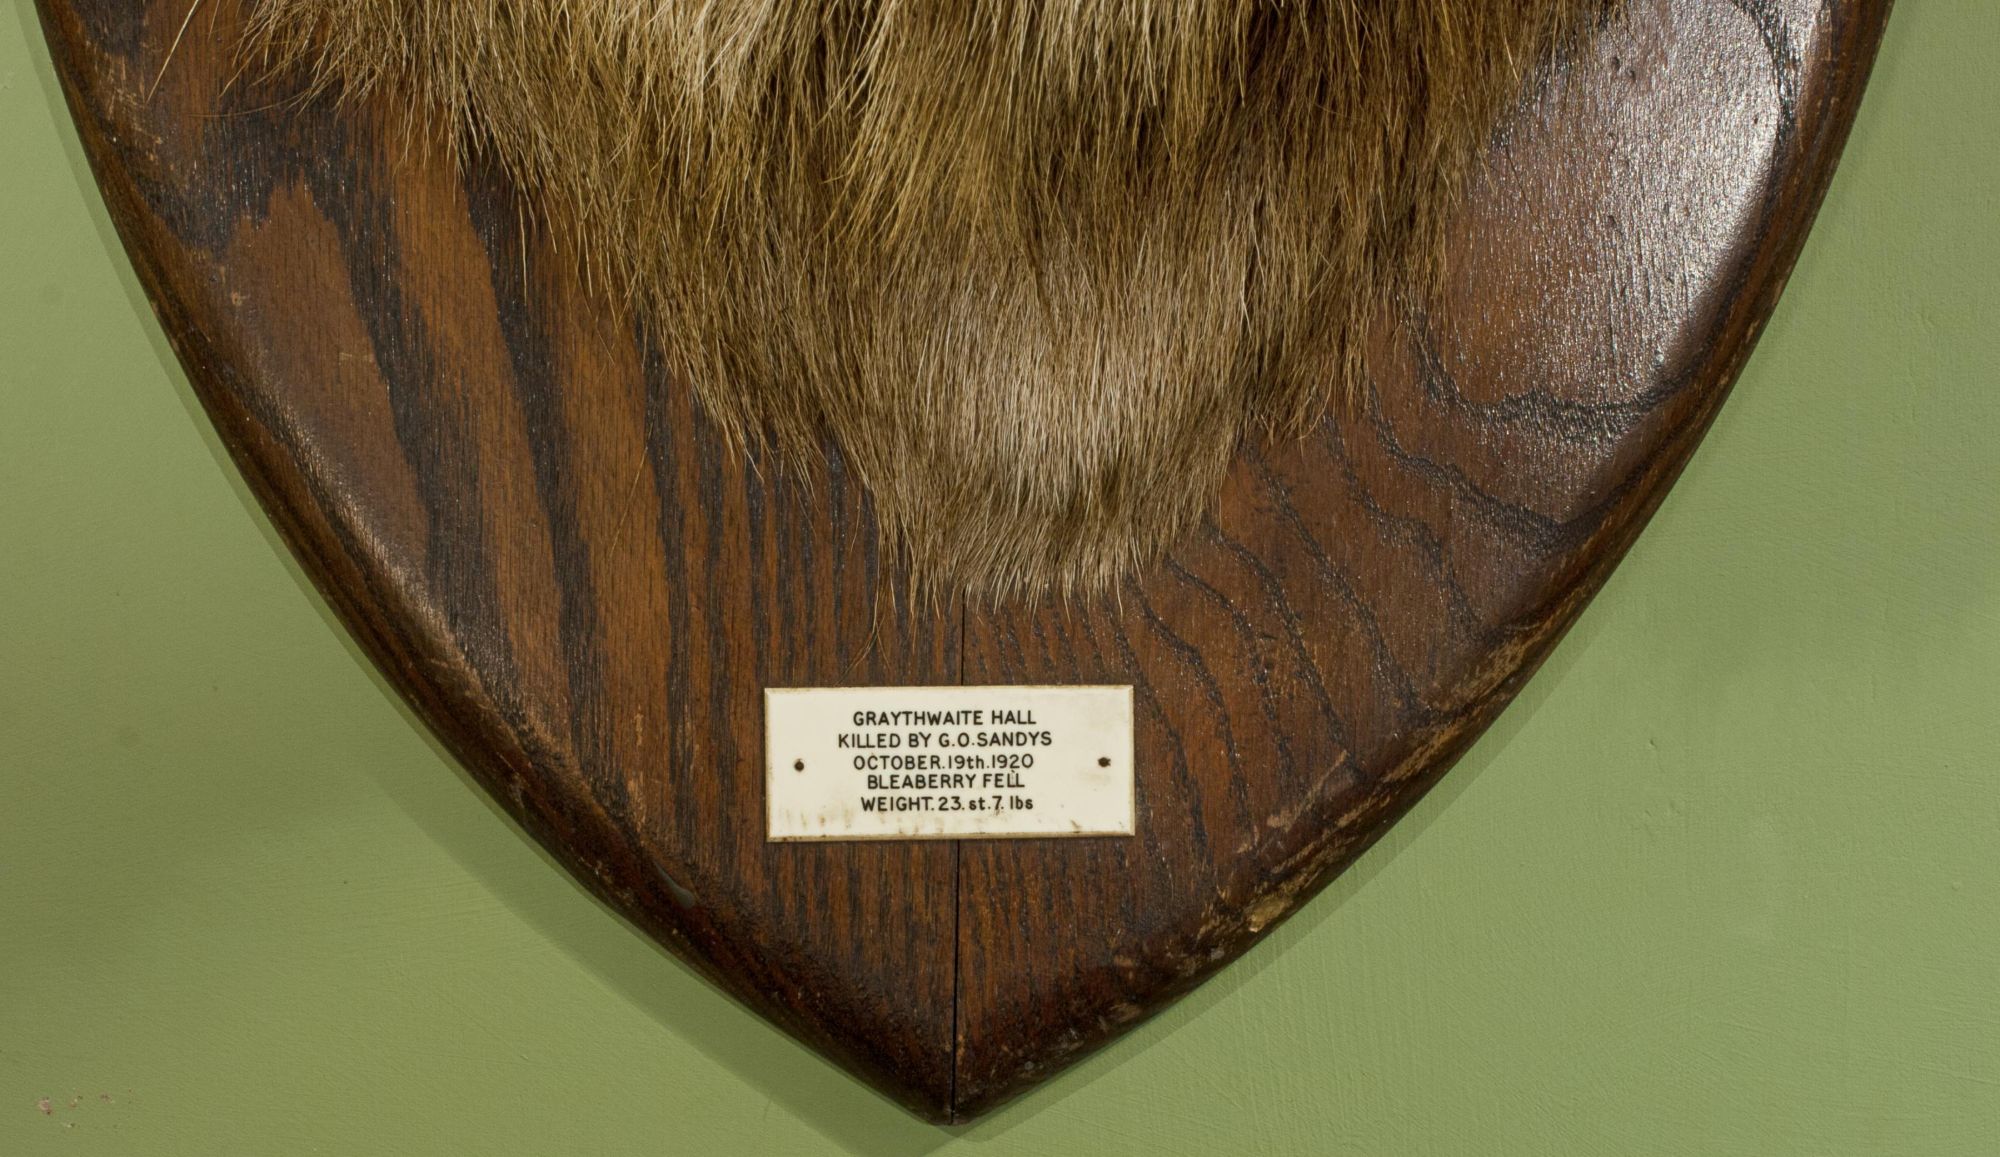 GRAYTHWAITE HALL
KILLED BY G.O.SANDYS
OCTOBER.19th.1920
BLEABERRY FELL
WEIGHT.23.st.7.lbs